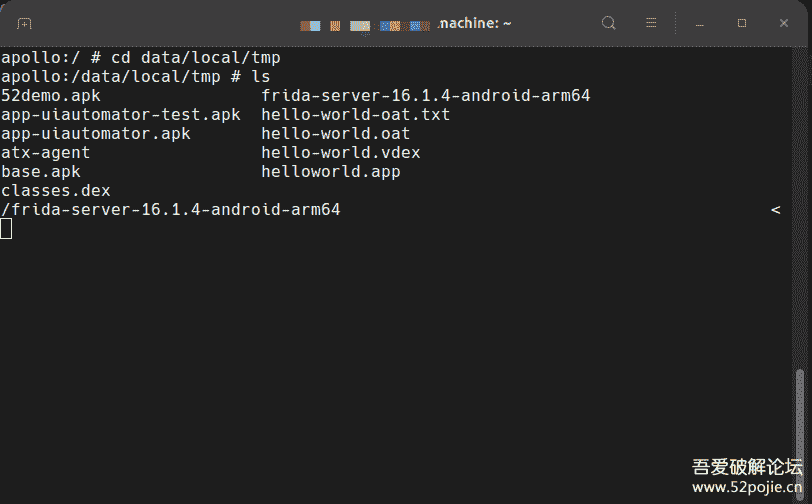 machine: ~
apollo:/ # cd data/local/tmp
apollo:/data/local/tmp # ls
52demo.apk frida-server-16.1.4-android-arm64
app-uiautomator-test.apk hello-world-oat.txt
app-uiautomator.apk hello-world.oat
atx-agent hello-world.vdex
base.apk helloworld.app
classes.dex
/frida-server-16.1.4-android-arm64 <
吾爱破解论坛
www.52pojie.cn